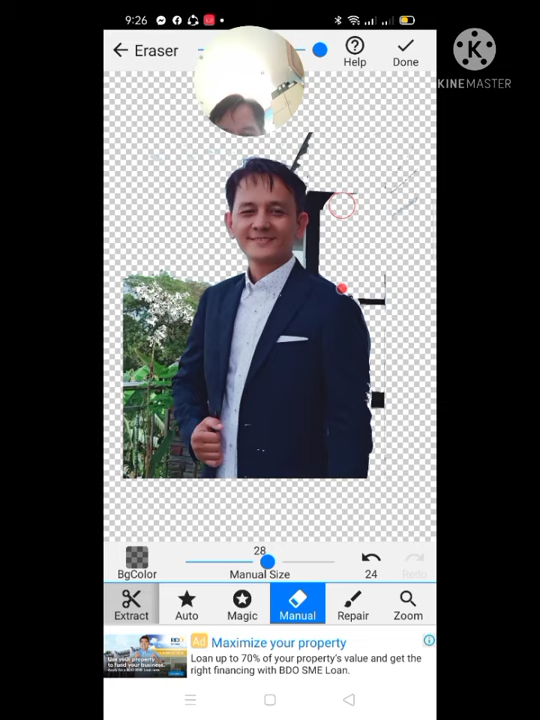 9:26
Eraser
Help
Done
K
KINEMASTER
28
BgColor
Manual Size
24
Redo
Extract
Auto
Magic
Manual
Repair
Zoom
Ad Maximize your property
Loan up to 70% of your property's value and get the
right financing with BDO SME Loan.